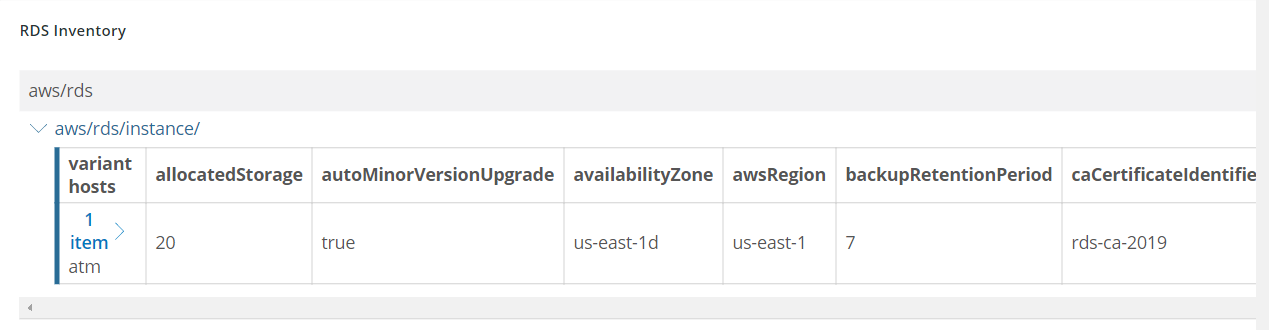 RDS Inventory
aws/rds
aws/rds/instance/
variant hosts allocatedStorage autoMinorVersionUpgrade availabilityZone awsRegion backupRetentionPeriod caCertificateIdentifie
1 item atm 20 true us-east-1d us-east-1 7 rds-ca-2019